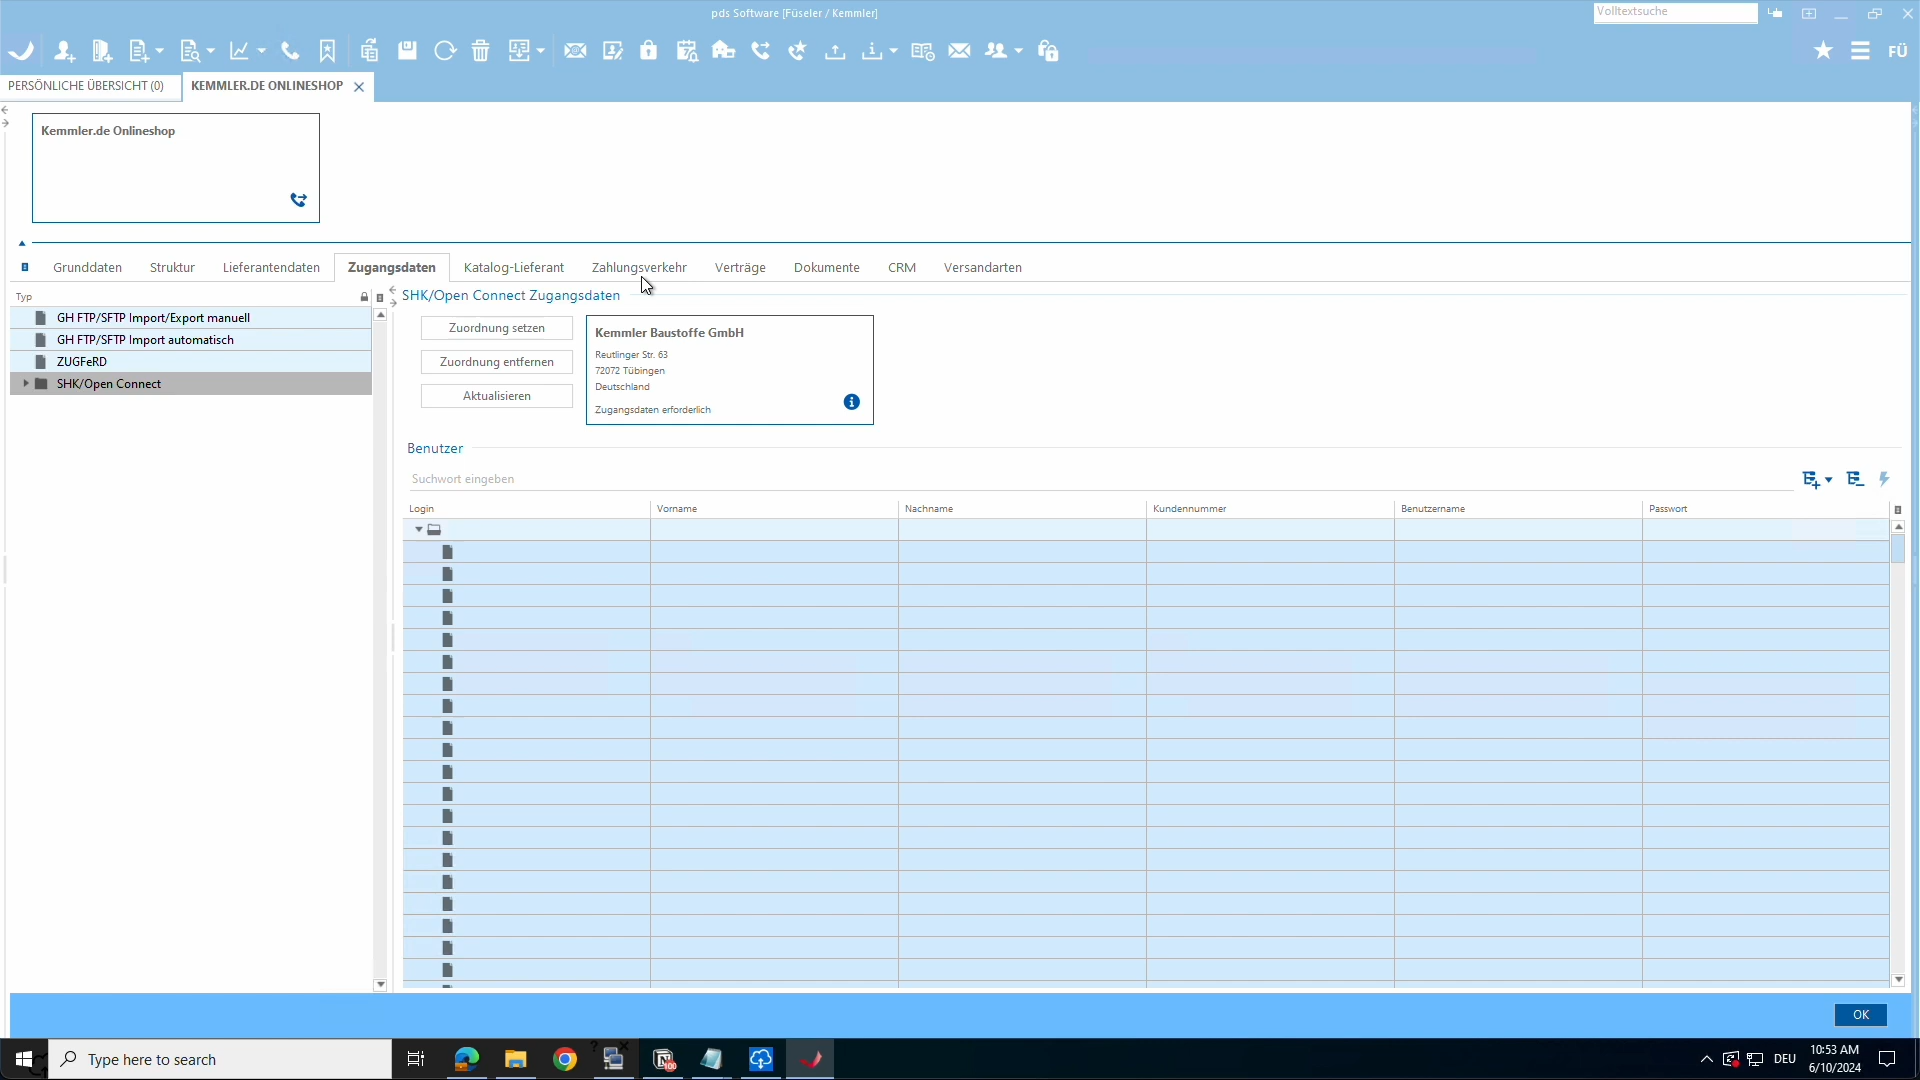 pds Software [Füseler / Kemmler]
Volltextsuche
FÜ
PERSÖNLICHE ÜBERSICHT (0)
KEMMLER.DE ONLINESHOP
Kemmler.de Onlineshop
Grunddaten
Struktur
Lieferantendaten
Zugangsdaten
Katalog-Lieferant
Zahlungsverkehr
Verträge
Dokumente
CRM
Versandarten
Typ
GH FTP/SFTP Import/Export manuell
GH FTP/SFTP Import automatisch
ZUGFeRD
SHK/Open Connect
SHK/Open Connect Zugangsdaten
Zuordnung setzen
Zuordnung entfernen
Aktualisieren
Kemmler Baustoffe GmbH
Reutlinger Str. 63
72072 Tübingen
Deutschland
Zugangsdaten erforderlich
Benutzer
Suchwort eingeben
Login
Vorname
Nachname
Kundennummer
Benutzername
Passwort
OK
Type here to search
100
DEU
10:53 AM
6/10/2024